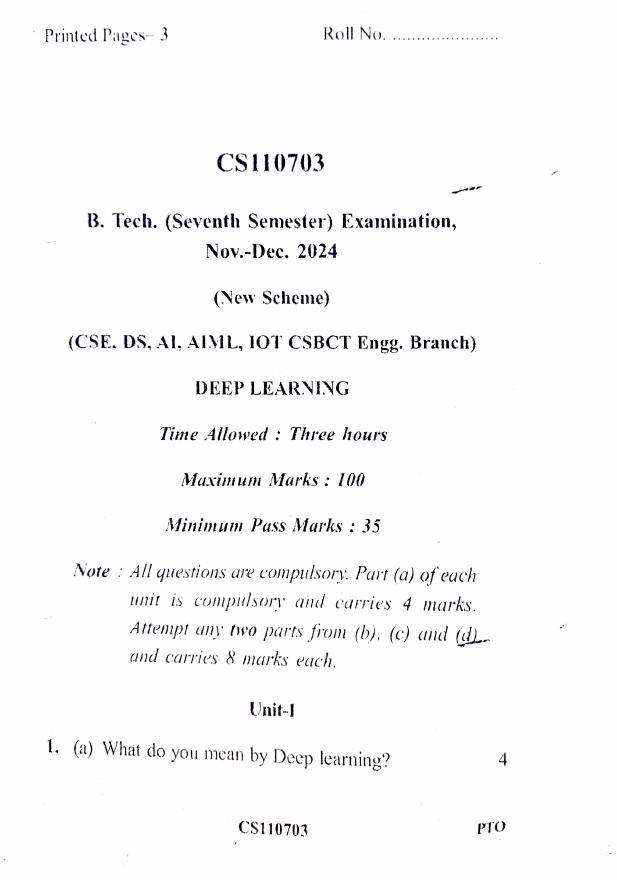 Printed Pages– 3 Roll No. ......................
CS110703
B. Tech. (Seventh Semester) Examination,
Nov.-Dec. 2024
(New Scheme)
(CSE, DS, AI, AIML, IOT CSBCT Engg. Branch)
DEEP LEARNING
Time Allowed : Three hours
Maximum Marks : 100
Minimum Pass Marks : 35
Note : All questions are compulsory. Part (a) of each
unit is compulsory and carries 4 marks.
Attempt any two parts from (b), (c) and (d)
and carries 8 marks each.
Unit-I
1. (a) What do you mean by Deep learning? 4
CS110703 PTO